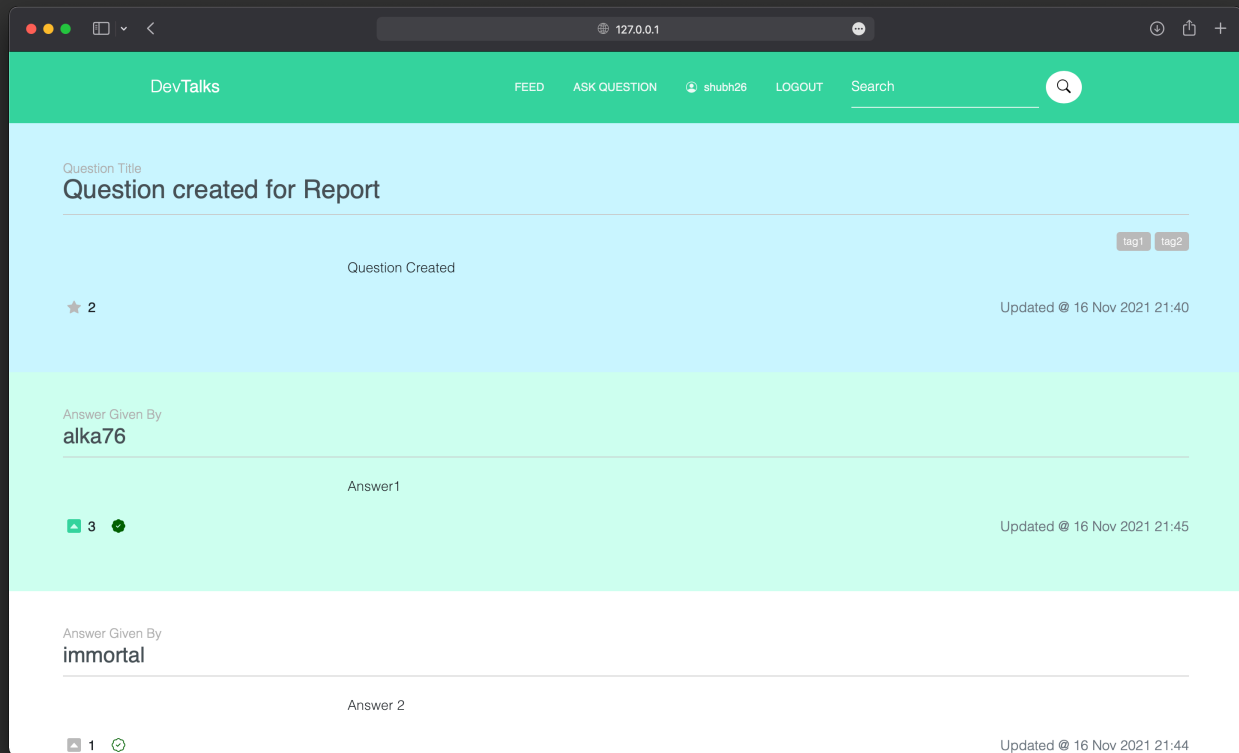 127.0.0.1
DevTalks FEED ASK QUESTION shubh26 LOGOUT Search
Question Title
Question created for Report
tag1 tag2
Question Created
2 Updated @ 16 Nov 2021 21:40
Answer Given By
alka76
Answer1
3 Updated @ 16 Nov 2021 21:45
Answer Given By
immortal
Answer 2
1 Updated @ 16 Nov 2021 21:44